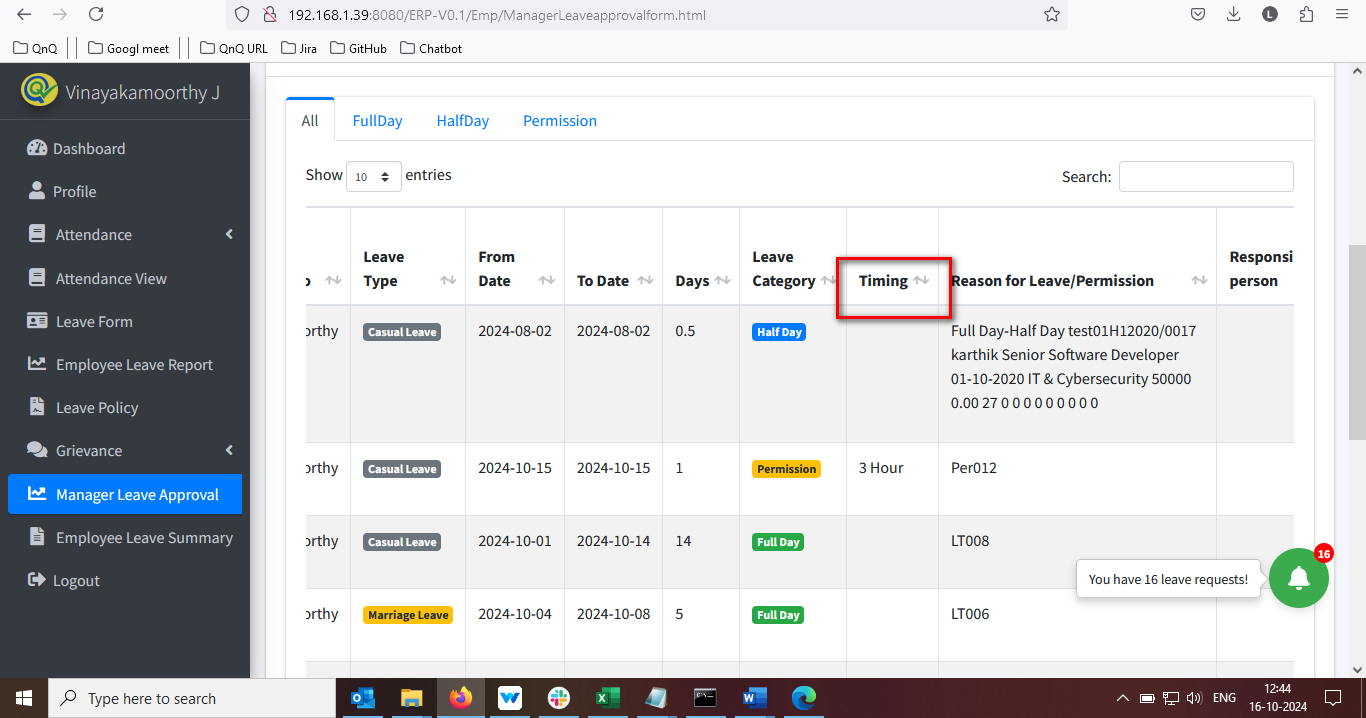 192.168.1.39:8080/ERP-V0.1/Emp/ManagerLeaveapprovalform.html
L
QnQ Googl meet QnQ URL Jira GitHub Chatbot
Vinayakamoorthy J
Dashboard
Profile
Attendance
Attendance View
Leave Form
Employee Leave Report
Leave Policy
Grievance
Manager Leave Approval
Employee Leave Summary
Logout
All FullDay HalfDay Permission
Show 10 entries Search:
Leave From Leave Responsi
o Type Date To Date Days Category Timing Reason for Leave/Permission person
orthy Casual Leave 2024-08-02 2024-08-02 0.5 Half Day Full Day-Half Day test01H12020/0017
karthik Senior Software Developer
01-10-2020 IT & Cybersecurity 50000
0.00 27 0 0 0 0 0 0 0 0 0
orthy Casual Leave 2024-10-15 2024-10-15 1 Permission 3 Hour Per012
orthy Casual Leave 2024-10-01 2024-10-14 14 Full Day LT008
orthy Marriage Leave 2024-10-04 2024-10-08 5 Full Day LT006
You have 16 leave requests! 16
Type here to search
ENG 12:44
16-10-2024